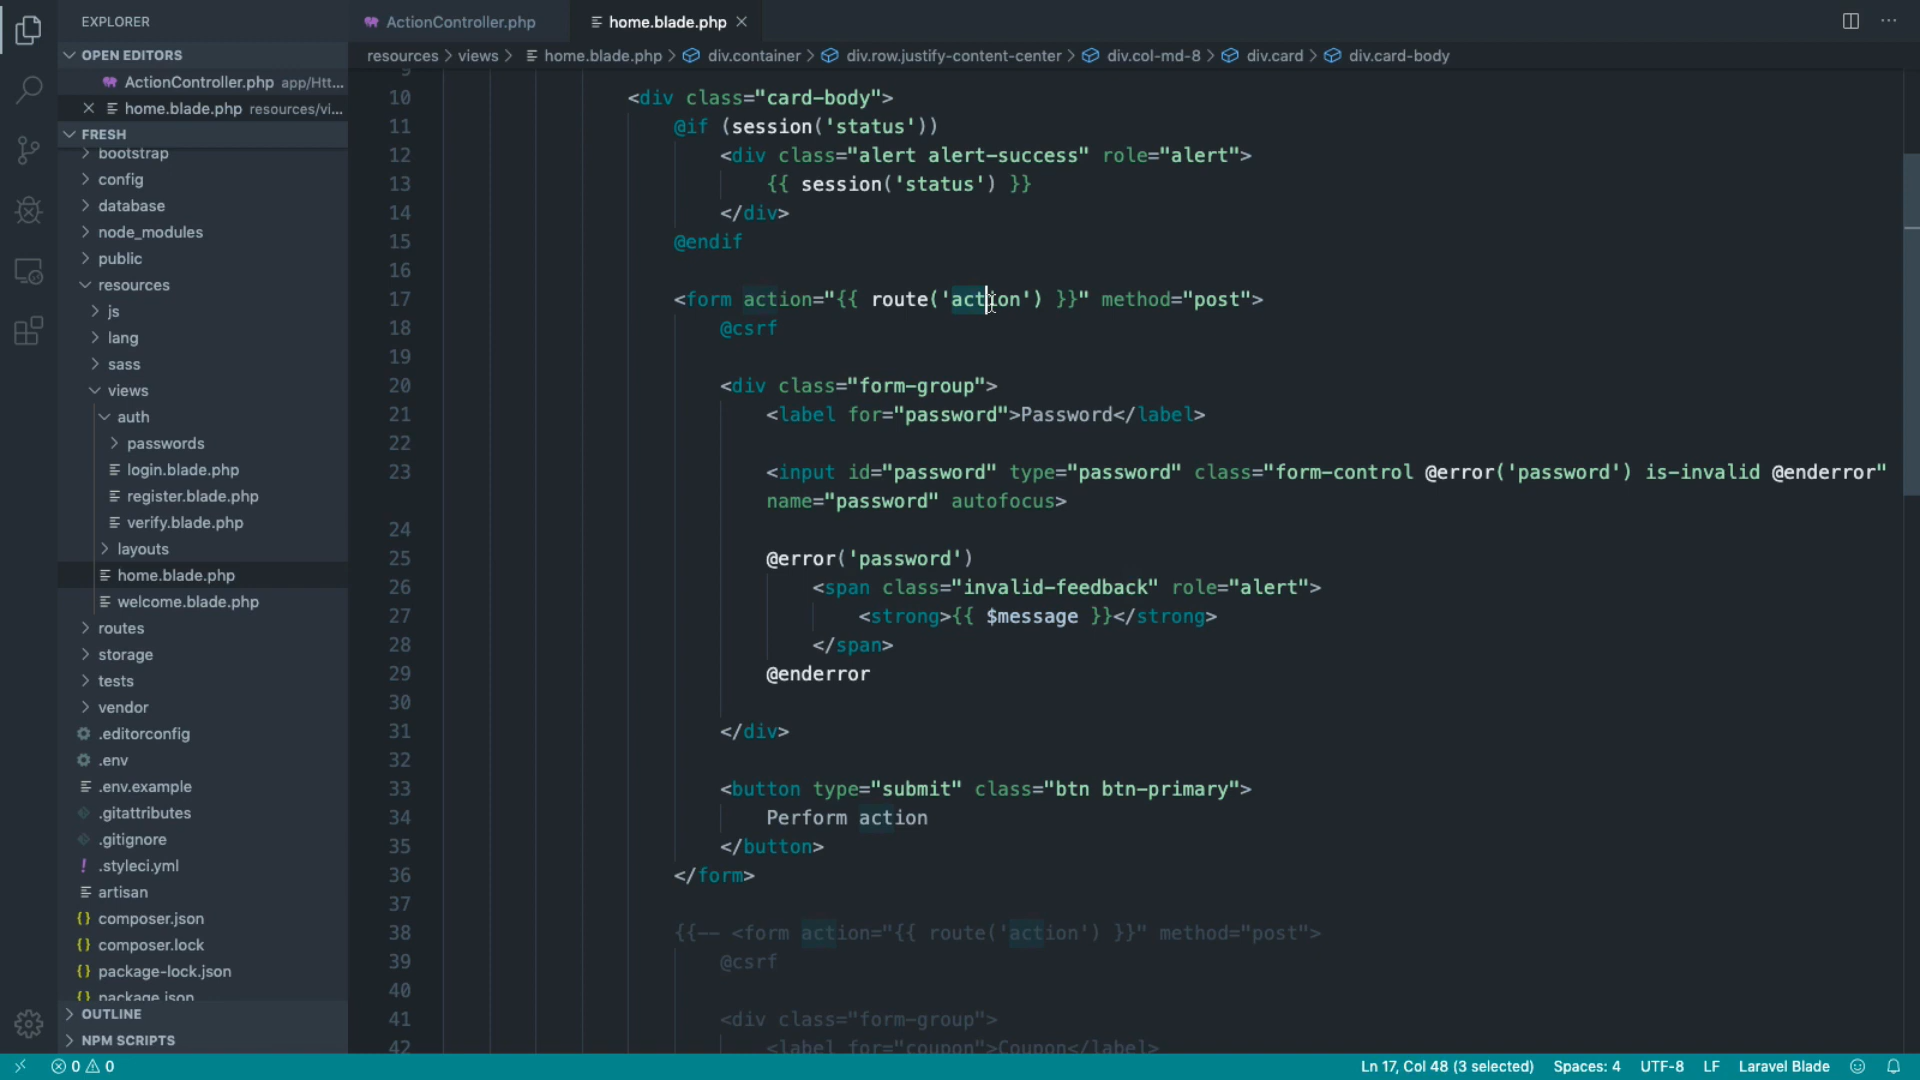 EXPLORER
OPEN EDITORS
ActionController.php app/Htt...
home.blade.php resources/vi...
FRESH
bootstrap
config
database
node_modules
public
resources
js
lang
sass
views
auth
passwords
login.blade.php
register.blade.php
verify.blade.php
layouts
home.blade.php
welcome.blade.php
routes
storage
tests
vendor
.editorconfig
.env
.env.example
.gitattributes
.gitignore
.styleci.yml
artisan
composer.json
composer.lock
package-lock.json
package.json
OUTLINE
NPM SCRIPTS
ActionController.php
home.blade.php
resources > views > home.blade.php > div.container > div.row.justify-content-center > div.col-md-8 > div.card > div.card-body
9
10 <div class="card-body">
11 @if (session('status'))
12 <div class="alert alert-success" role="alert">
13 {{ session('status') }}
14 </div>
15 @endif
16
17 <form action="{{ route('action') }}" method="post">
18 @csrf
19
20 <div class="form-group">
21 <label for="password">Password</label>
22
23 <input id="password" type="password" class="form-control @error('password') is-invalid @enderror"
name="password" autofocus>
24
25 @error('password')
26 <span class="invalid-feedback" role="alert">
27 <strong>{{ $message }}</strong>
28 </span>
29 @enderror
30
31 </div>
32
33 <button type="submit" class="btn btn-primary">
34 Perform action
35 </button>
36 </form>
37
38 {{-- <form action="{{ route('action') }}" method="post">
39 @csrf
40
41 <div class="form-group">
42 <label for="coupon">Coupon</label>
0 0
Ln 17, Col 48 (3 selected) Spaces: 4 UTF-8 LF Laravel Blade